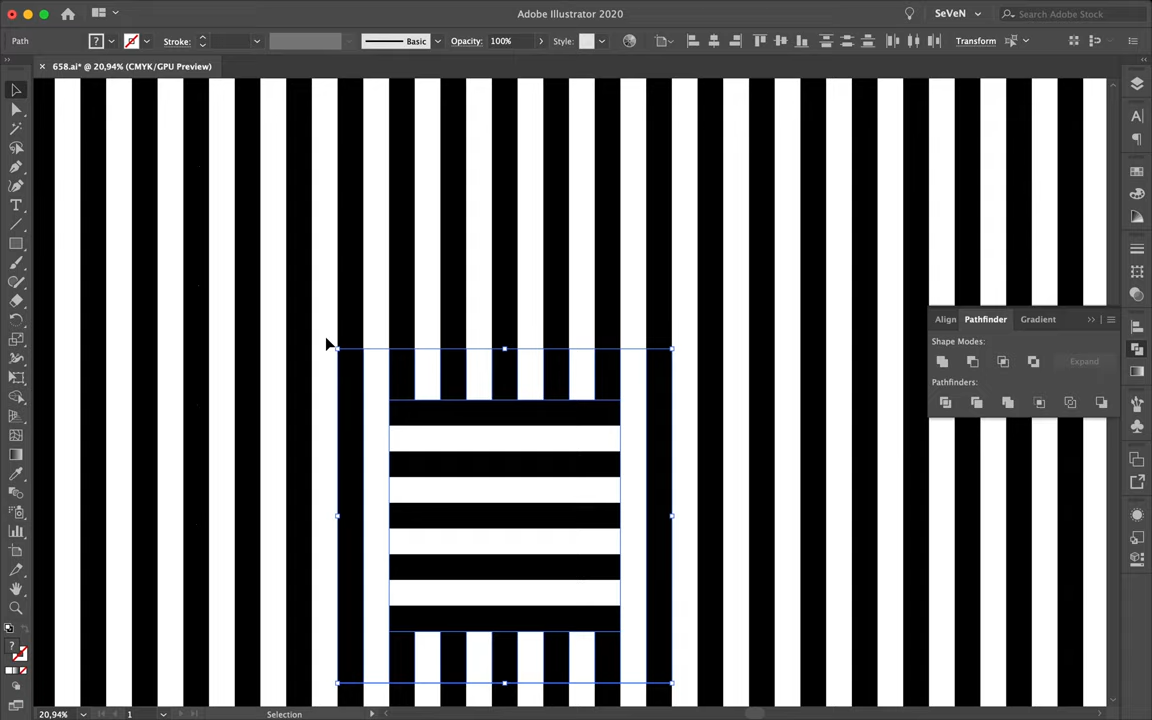 Adobe Illustrator 2020
SeVeN
Search Adobe Stock
Path
Stroke:
Basic
Opacity:
100%
Style:
Transform
658.ai* @ 20,94% (CMYK/GPU Preview)
Align
Pathfinder
Gradient
Shape Modes:
Expand
Pathfinders:
20,94%
1
Selection